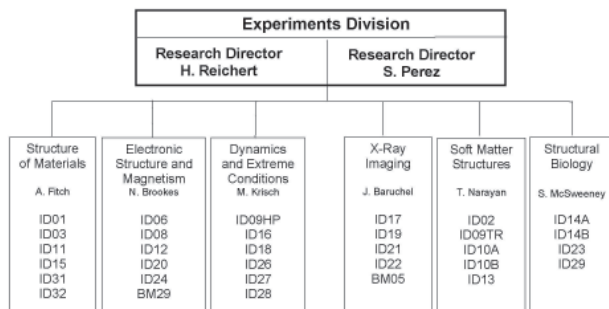 Experiments Division
Research Director
H. Reichert
Research Director
S. Perez
Structure
of Materials
A. Fitch
ID01
ID03
ID11
ID15
ID31
ID32
Electronic
Structure and
Magnetism
N. Brookes
ID06
ID08
ID12
ID20
ID24
BM29
Dynamics
and Extreme
Conditions
M. Krisch
ID09HP
ID16
ID18
ID26
ID27
ID28
X-Ray
Imaging
J. Baruchel
ID17
ID19
ID21
ID22
BM05
Soft Matter
Structures
T. Narayan
ID02
ID09TR
ID10A
ID10B
ID13
Structural
Biology
S. McSweeney
ID14A
ID14B
ID23
ID29